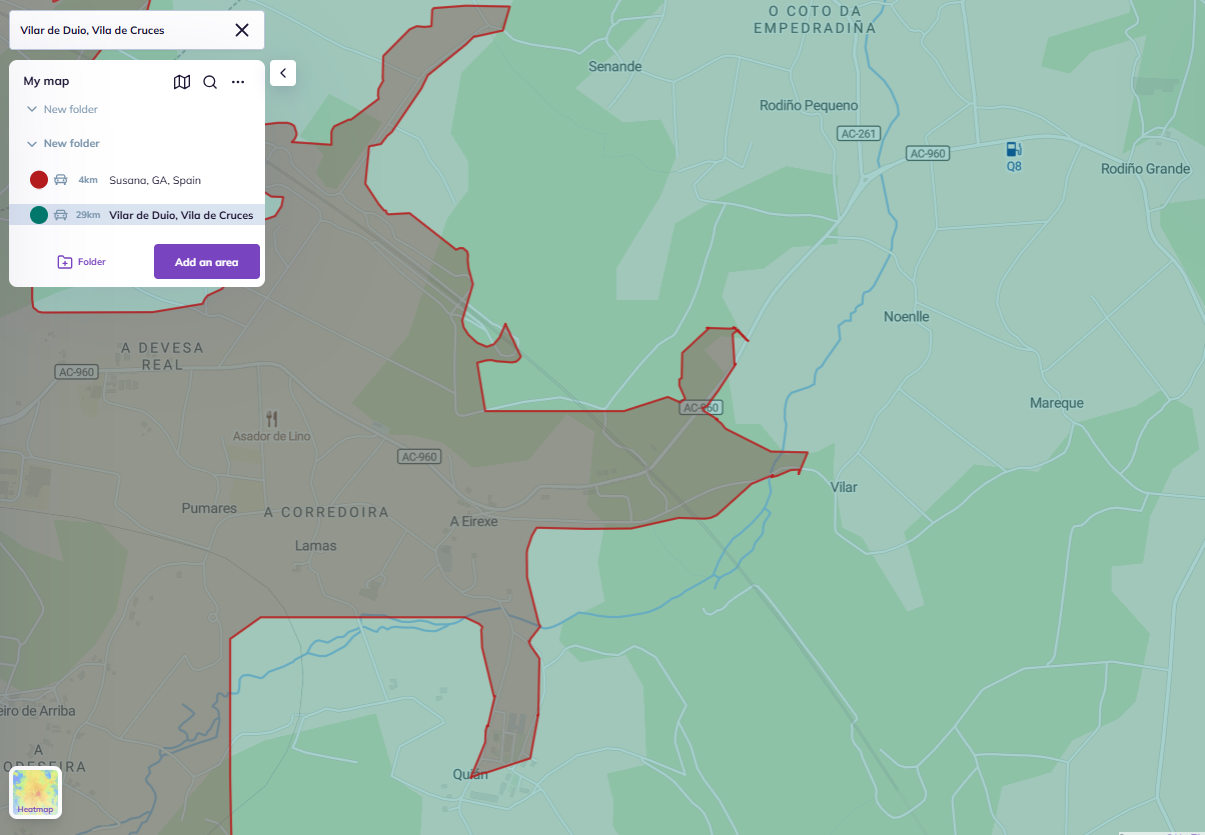 Vilar de Duio, Vila de Cruces
My map
New folder
New folder
4km Susana, GA, Spain
29km Vilar de Duio, Vila de Cruces
Folder
Add an area
O COTO DA
EMPEDRADIÑA
Senande
Rodiño Pequeno
AC-261
AC-960
Q8
Rodiño Grande
Noenlle
A DEVESA
REAL
AC-960
Mareque
AC-960
Asador de Lino
AC-960
Vilar
Pumares
A CORREDOIRA
A Eirexe
Lamas
eiro de Arriba
A
Quián
Heatmap